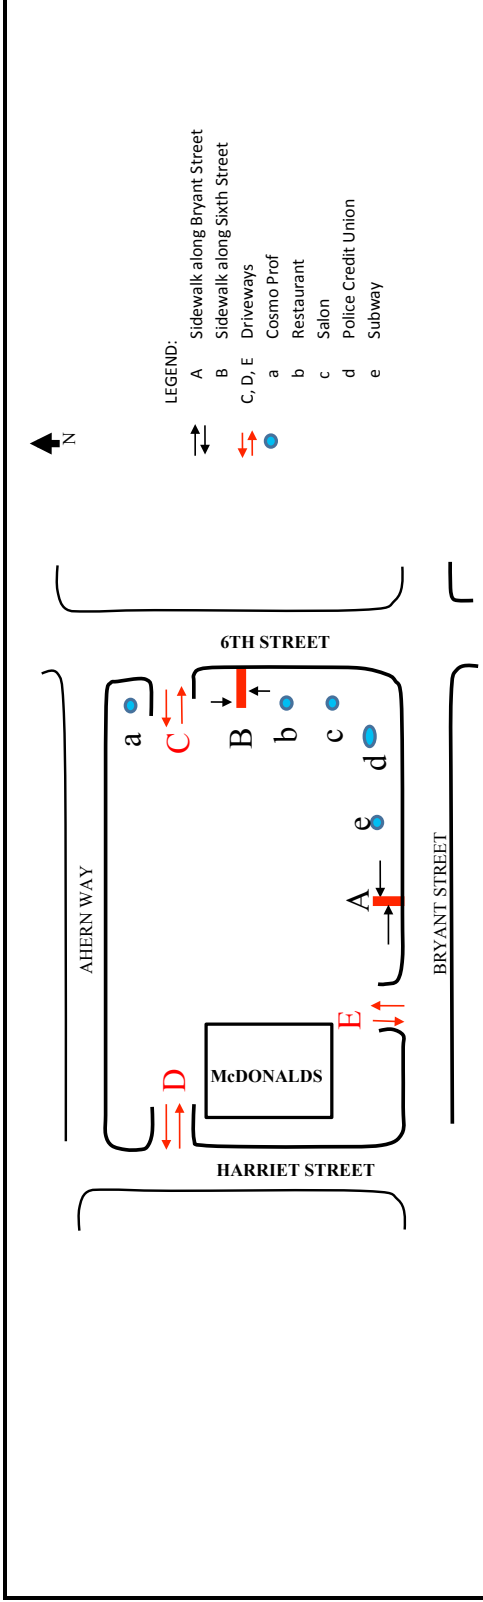 N
LEGEND:
A Sidewalk along Bryant Street
B Sidewalk along Sixth Street
C, D, E Driveways
a Cosmo Prof
b Restaurant
c Salon
d Police Credit Union
e Subway
AHERN WAY
6TH STREET
a
C
B
b
c
d
e
A
D
E
McDONALDS
HARRIET STREET
BRYANT STREET